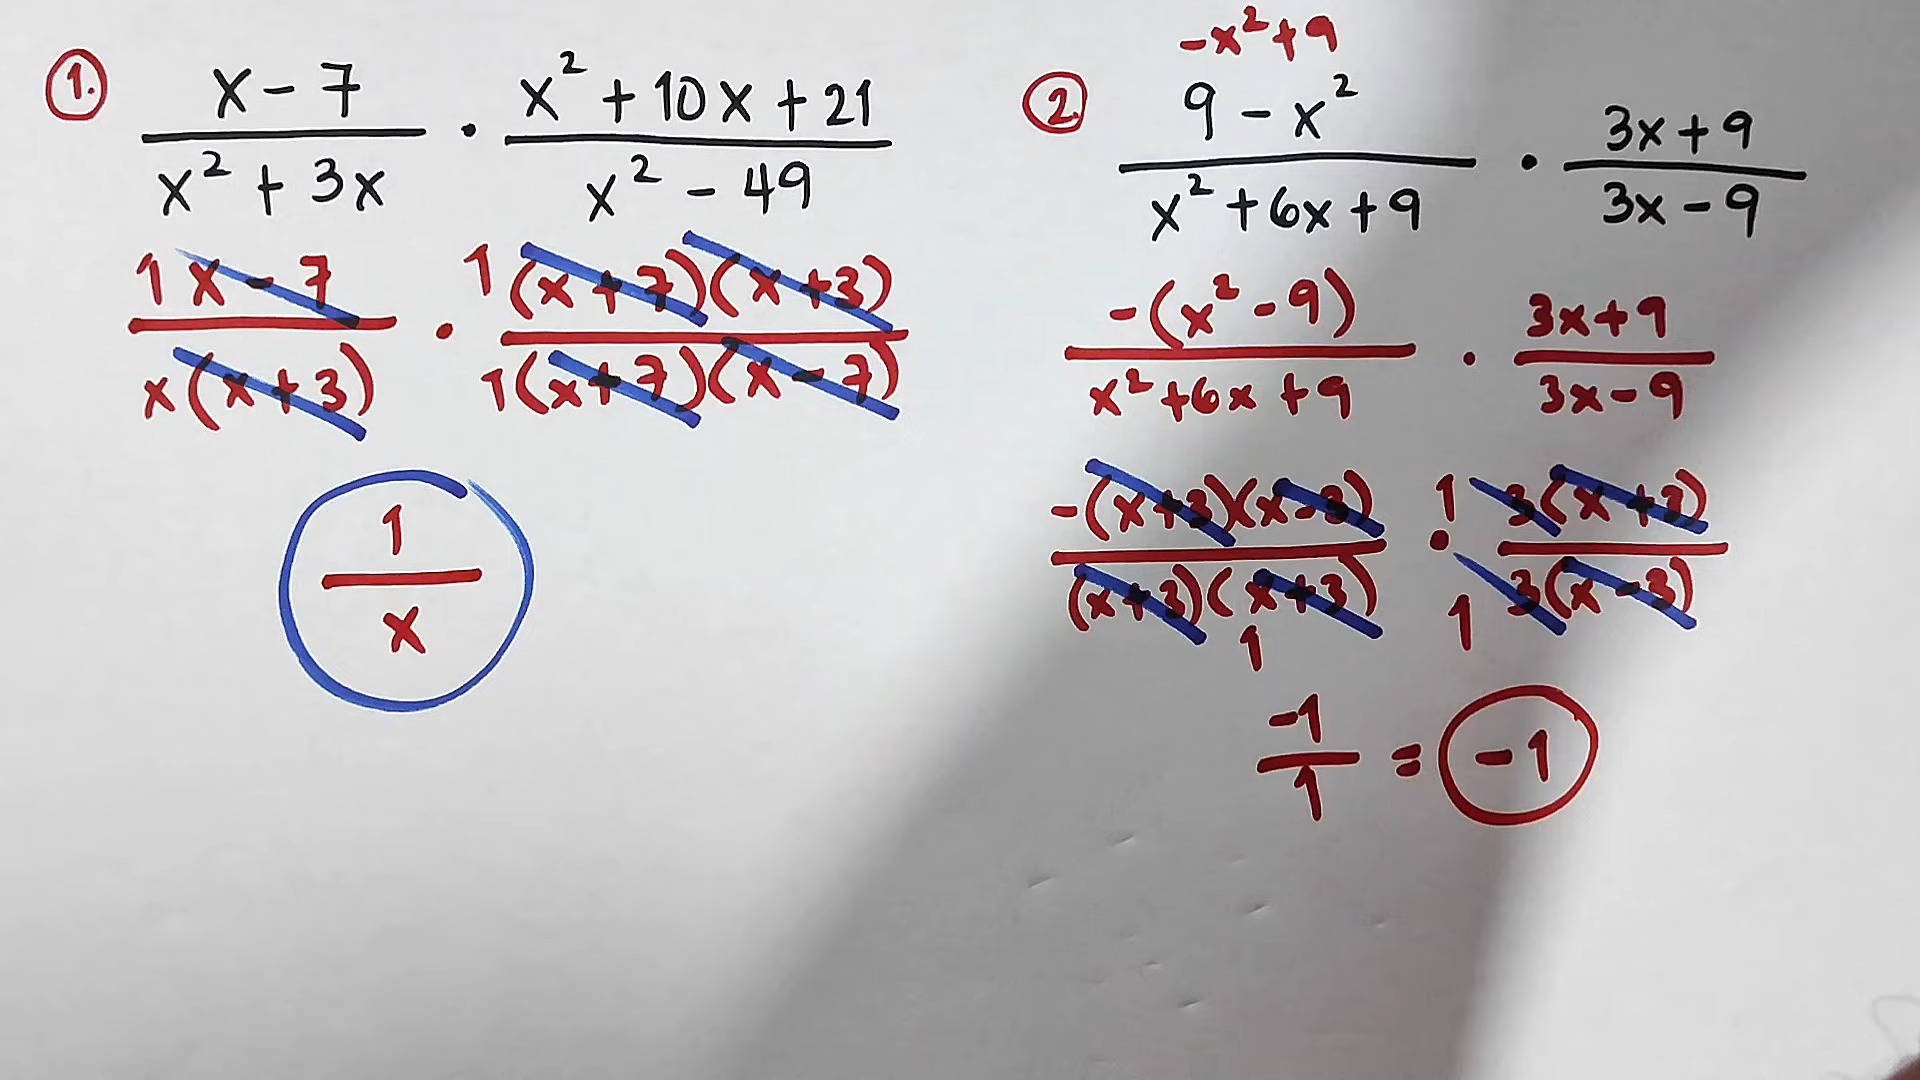 1. x - 7 / x² + 3x · x² + 10x + 21 / x² - 49
1 x - 7 / x(x + 3) · 1 (x + 7)(x + 3) / 1 (x + 7)(x - 7)
1 / x
-x² + 9
2. 9 - x² / x² + 6x + 9 · 3x + 9 / 3x - 9
-(x² - 9) / x² + 6x + 9 · 3x + 9 / 3x - 9
-(x + 3)(x - 3) / (x + 3)(x + 3) · 1 3(x + 3) / 1 3(x - 3)
1
-1 / 1 = -1